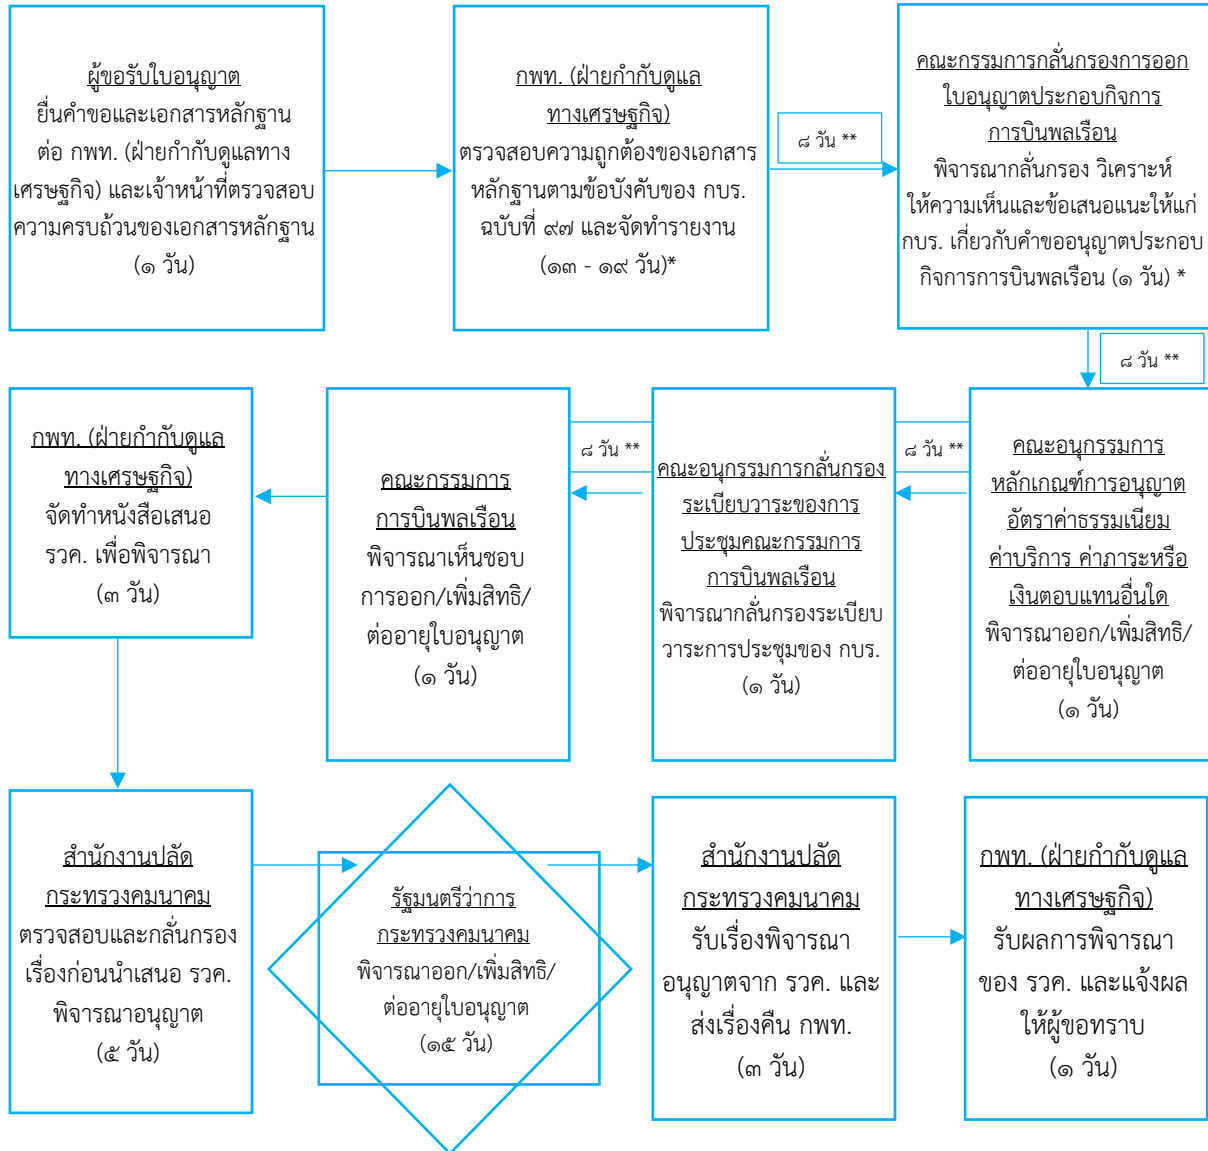 ผู้ขอรับใบอนุญาต
ยื่นคำขอและเอกสารหลักฐาน
ต่อ กพท. (ฝ่ายกำกับดูแลทาง
เศรษฐกิจ) และเจ้าหน้าที่ตรวจสอบ
ความครบถ้วนของเอกสารหลักฐาน
(๑ วัน)
กพท. (ฝ่ายกำกับดูแล
ทางเศรษฐกิจ)
ตรวจสอบความถูกต้องของเอกสาร
หลักฐานตามข้อบังคับของ กบร.
ฉบับที่ ๙๗ และจัดทำรายงาน
(๑๓ - ๑๙ วัน)*
๘ วัน **
คณะกรรมการกลั่นกรองการออก
ใบอนุญาตประกอบกิจการ
การบินพลเรือน
พิจารณากลั่นกรอง วิเคราะห์
ให้ความเห็นและข้อเสนอแนะให้แก่
กบร. เกี่ยวกับคำขออนุญาตประกอบ
กิจการการบินพลเรือน (๑ วัน) *
๘ วัน **
คณะอนุกรรมการ
หลักเกณฑ์การอนุญาต
อัตราค่าธรรมเนียม
ค่าบริการ ค่าภาระหรือ
เงินตอบแทนอื่นใด
พิจารณาออก/เพิ่มสิทธิ/
ต่ออายุใบอนุญาต
(๑ วัน)
๘ วัน **
คณะอนุกรรมการกลั่นกรอง
ระเบียบวาระของการ
ประชุมคณะกรรมการ
การบินพลเรือน
พิจารณากลั่นกรองระเบียบ
วาระการประชุมของ กบร.
(๑ วัน)
๘ วัน **
คณะกรรมการ
การบินพลเรือน
พิจารณาเห็นชอบ
การออก/เพิ่มสิทธิ/
ต่ออายุใบอนุญาต
(๑ วัน)
กพท. (ฝ่ายกำกับดูแล
ทางเศรษฐกิจ)
จัดทำหนังสือเสนอ
รวค. เพื่อพิจารณา
(๓ วัน)
สำนักงานปลัด
กระทรวงคมนาคม
ตรวจสอบและกลั่นกรอง
เรื่องก่อนนำเสนอ รวค.
พิจารณาอนุญาต
(๕ วัน)
รัฐมนตรีว่าการ
กระทรวงคมนาคม
พิจารณาออก/เพิ่มสิทธิ/
ต่ออายุใบอนุญาต
(๑๕ วัน)
สำนักงานปลัด
กระทรวงคมนาคม
รับเรื่องพิจารณา
อนุญาตจาก รวค. และ
ส่งเรื่องคืน กพท.
(๓ วัน)
กพท. (ฝ่ายกำกับดูแล
ทางเศรษฐกิจ)
รับผลการพิจารณา
ของ รวค. และแจ้งผล
ให้ผู้ขอทราบ
(๑ วัน)